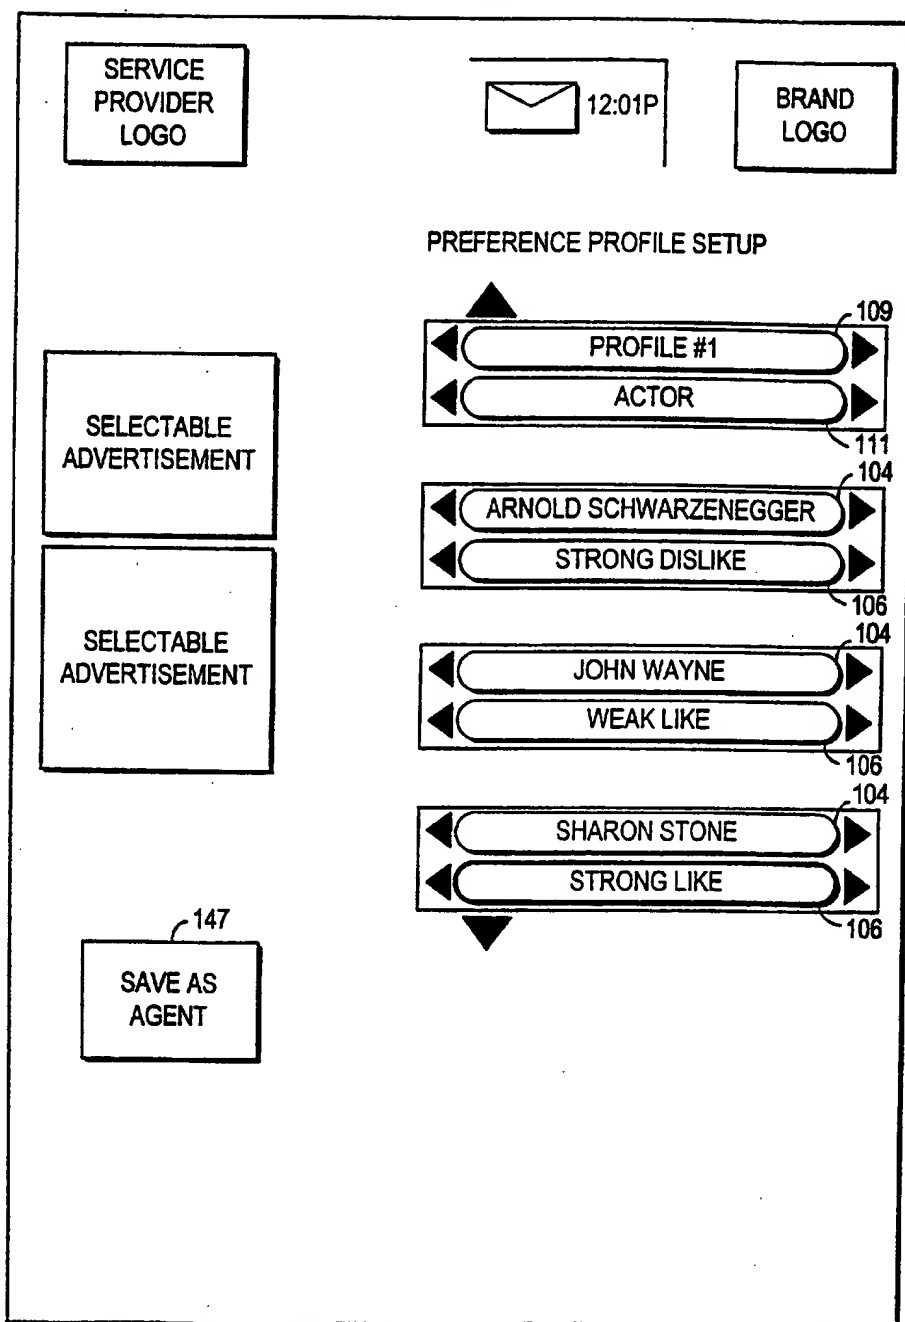 SERVICE
PROVIDER
LOGO
12:01P
BRAND
LOGO
PREFERENCE PROFILE SETUP
109
PROFILE #1
ACTOR
111
SELECTABLE
ADVERTISEMENT
104
ARNOLD SCHWARZENEGGER
STRONG DISLIKE
106
SELECTABLE
ADVERTISEMENT
104
JOHN WAYNE
WEAK LIKE
106
104
SHARON STONE
STRONG LIKE
106
147
SAVE AS
AGENT